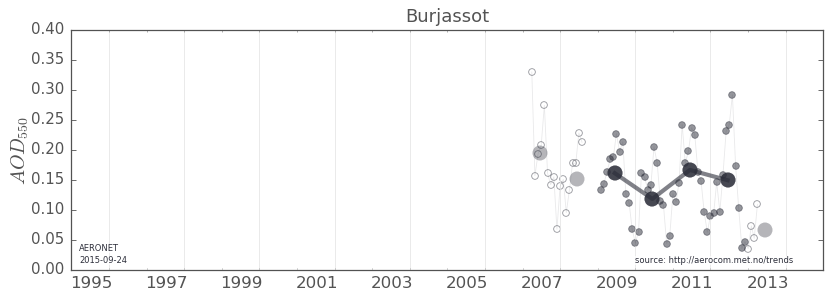 Burjassot
0.40
0.35
0.30
0.25
0.20
0.15
0.10
0.05
0.00
AOD550
AERONET
2015-09-24
source: http://aerocom.met.no/trends
1995 1997 1999 2001 2003 2005 2007 2009 2011 2013